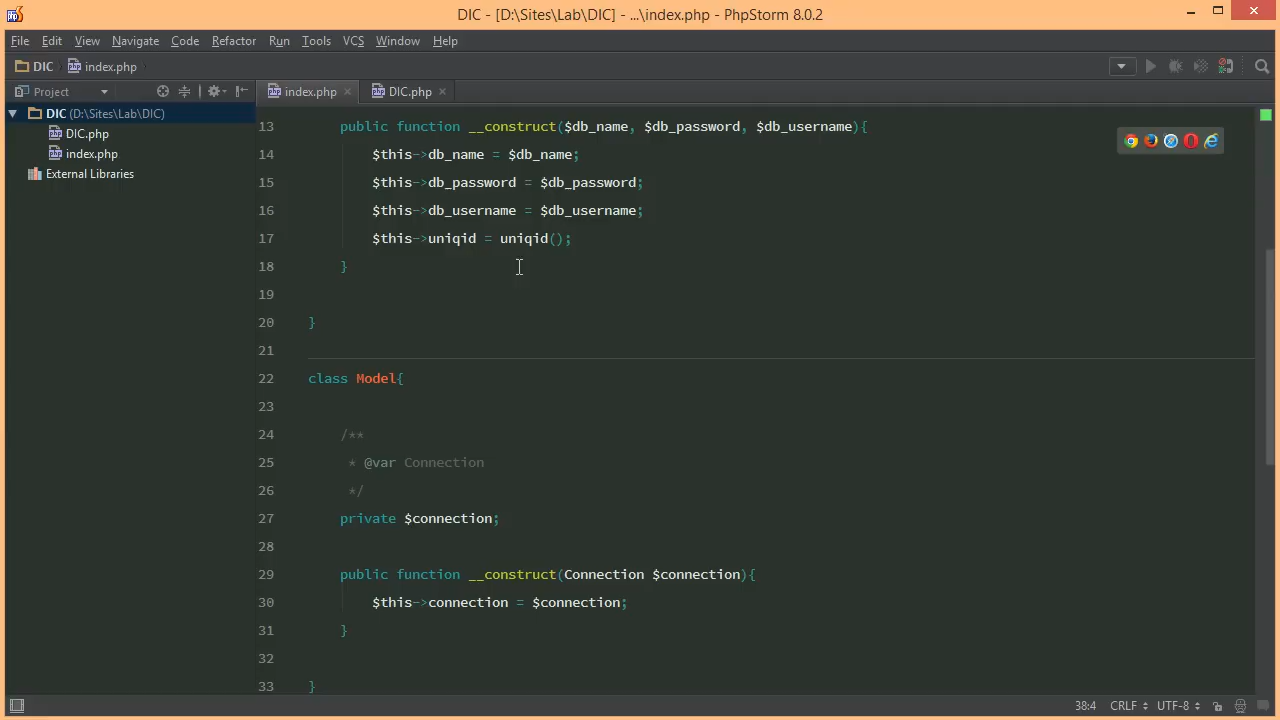 DIC - [D:\Sites\Lab\DIC] - ...\index.php - PhpStorm 8.0.2
File Edit View Navigate Code Refactor Run Tools VCS Window Help
DIC index.php
Project
index.php DIC.php
DIC (D:\Sites\Lab\DIC)
DIC.php
index.php
External Libraries
13 public function __construct($db_name, $db_password, $db_username){
14 $this->db_name = $db_name;
15 $this->db_password = $db_password;
16 $this->db_username = $db_username;
17 $this->uniqid = uniqid();
18 }
19
20 }
21
22 class Model{
23
24 /**
25 * @var Connection
26 */
27 private $connection;
28
29 public function __construct(Connection $connection){
30 $this->connection = $connection;
31 }
32
33 }
38:4 CRLF UTF-8